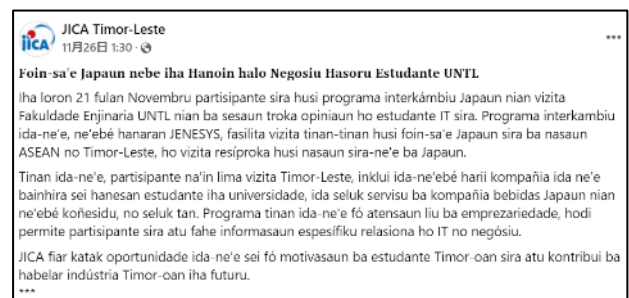 JICA Timor-Leste
jica
11月26日 1:30 ·
Foin-sa'e Japaun nebe iha Hanoin halo Negosiu Hasoru Estudante UNTL
Iha loron 21 fulan Novembru partisipante sira husi programa interkámbiu Japaun nian vizita
Fakuldade Enjinaria UNTL nian ba sesaun troka opiniaun ho estudante IT sira. Programa interkambiu
ida-ne'e, ne'ebé hanaran JENESYS, fasilita vizita tinan-tinan husi foin-sa'e Japaun sira ba nasaun
ASEAN no Timor-Leste, ho vizita resíproka husi nasaun sira-ne'e ba Japaun.
Tinan ida-ne'e, partisipante na'in lima vizita Timor-Leste, inklui ida-ne'ebé harii kompañia ida ne'e
bainhira sei hanesan estudante iha universidade, ida seluk servisu ba kompañia bebidas Japaun nian
ne'ebé koñesidu, no seluk tan. Programa tinan ida-ne'e fó atensaun liu ba emprezariedade, hodi
permite partisipante sira atu fahe informasaun espesífiku relasiona ho IT no negósiu.
JICA fiar katak oportunidade ida-ne'e sei fó motivasaun ba estudante Timor-oan sira atu kontribui ba
habelar indústria Timor-oan iha futuru.
***